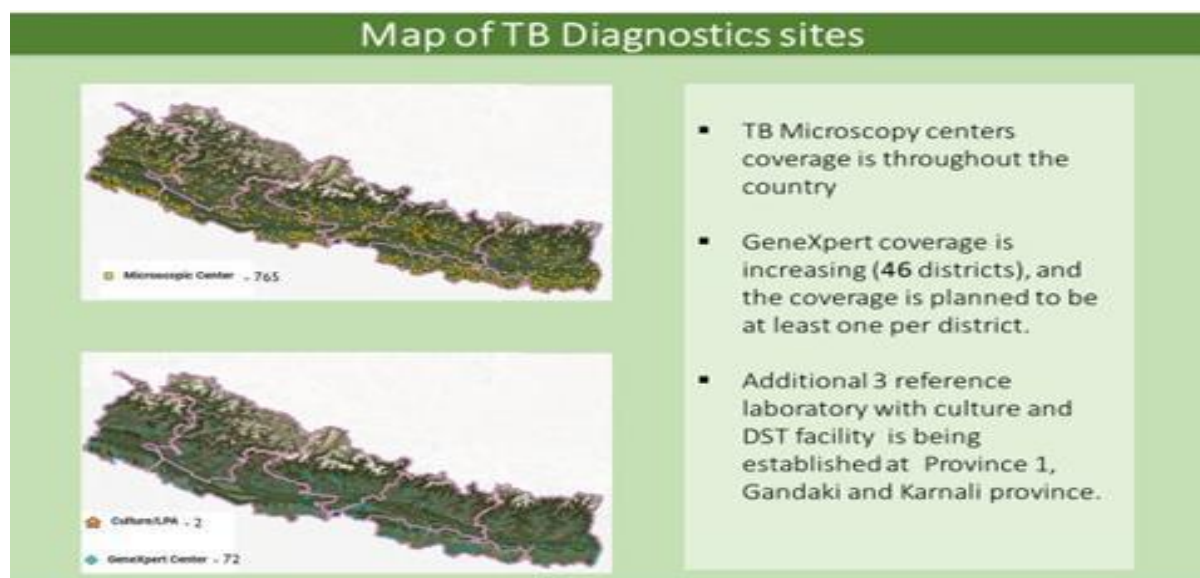 Map of TB Diagnostics sites
Microscopic Center - 765
Culture/LPA - 2
GeneXpert Center - 72
▪ TB Microscopy centers
coverage is throughout the
country
▪ GeneXpert coverage is
increasing (46 districts), and
the coverage is planned to be
at least one per district.
▪ Additional 3 reference
laboratory with culture and
DST facility is being
established at Province 1,
Gandaki and Karnali province.